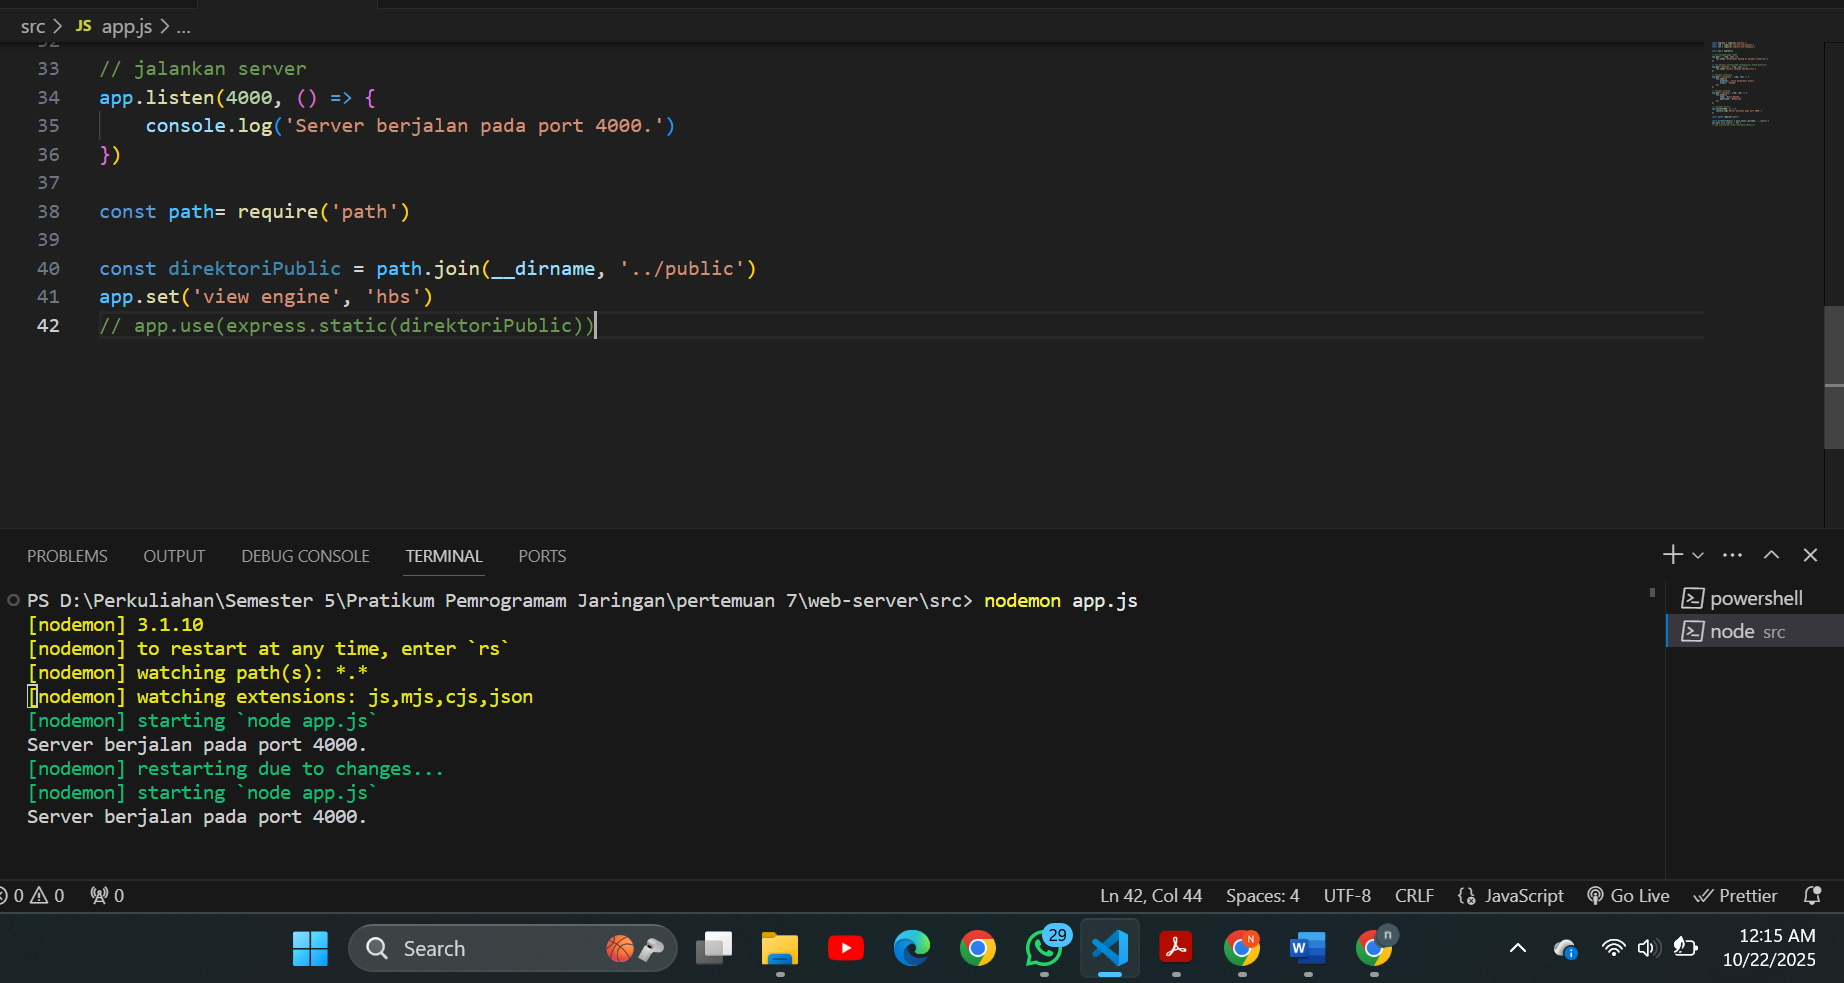 src > JS app.js > ...
32
33 // jalankan server
34 app.listen(4000, () => {
35 console.log('Server berjalan pada port 4000.')
36 })
37
38 const path= require('path')
39
40 const direktoriPublic = path.join(__dirname, '../public')
41 app.set('view engine', 'hbs')
42 // app.use(express.static(direktoriPublic))
PROBLEMS OUTPUT DEBUG CONSOLE TERMINAL PORTS
PS D:\Perkuliahan\Semester 5\Pratikum Pemrogramam Jaringan\pertemuan 7\web-server\src> nodemon app.js
[nodemon] 3.1.10
[nodemon] to restart at any time, enter `rs`
[nodemon] watching path(s): *.*
[nodemon] watching extensions: js,mjs,cjs,json
[nodemon] starting `node app.js`
Server berjalan pada port 4000.
[nodemon] restarting due to changes...
[nodemon] starting `node app.js`
Server berjalan pada port 4000.
powershell
node src
0 0 0 Ln 42, Col 44 Spaces: 4 UTF-8 CRLF JavaScript Go Live Prettier
Search 29 N W n 12:15 AM
10/22/2025